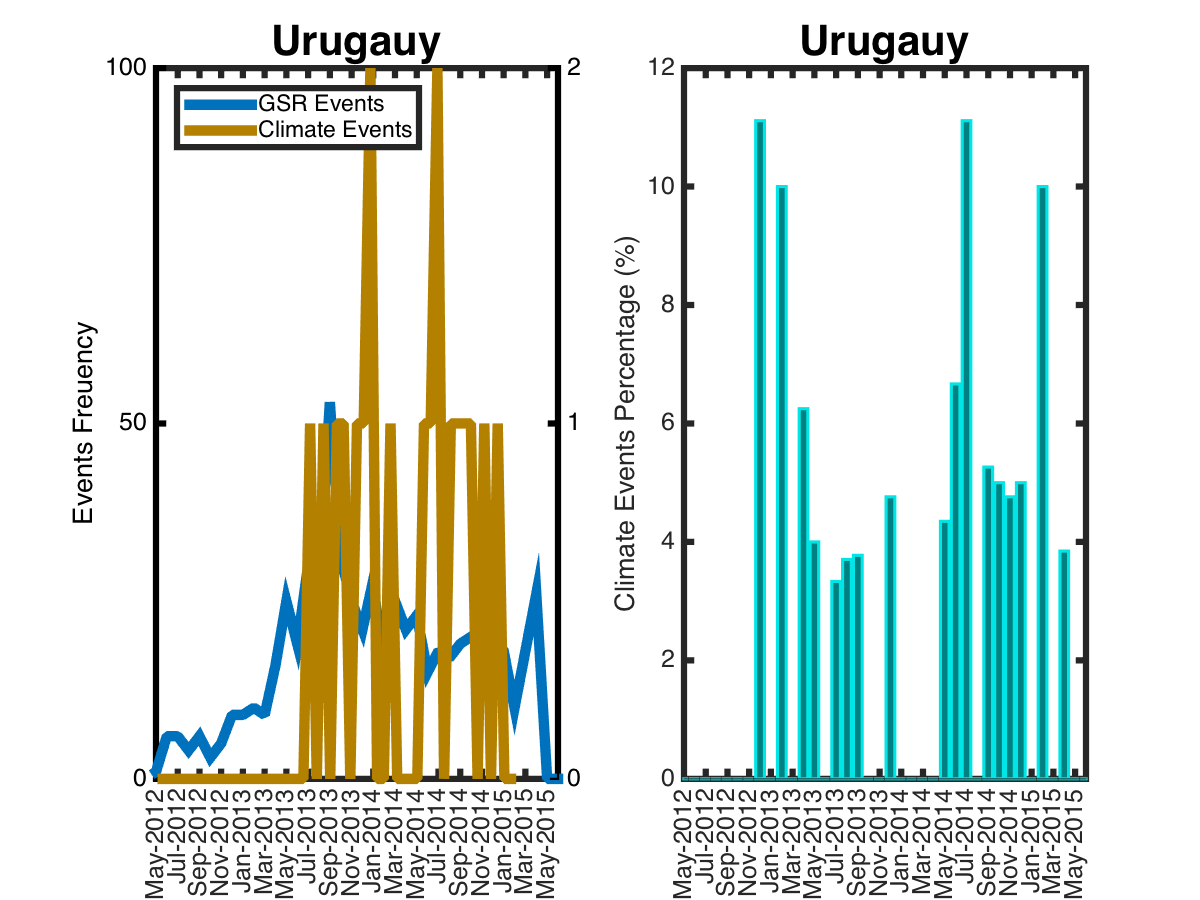 Urugauy
100
50
0
2
1
0
GSR Events
Climate Events
Events Freuency
May-2012
Jul-2012
Sep-2012
Nov-2012
Jan-2013
Mar-2013
May-2013
Jul-2013
Sep-2013
Nov-2013
Jan-2014
Mar-2014
May-2014
Jul-2014
Sep-2014
Nov-2014
Jan-2015
Mar-2015
May-2015
Urugauy
12
10
8
6
4
2
0
Climate Events Percentage (%)
May-2012
Jul-2012
Sep-2012
Nov-2012
Jan-2013
Mar-2013
May-2013
Jul-2013
Sep-2013
Nov-2013
Jan-2014
Mar-2014
May-2014
Jul-2014
Sep-2014
Nov-2014
Jan-2015
Mar-2015
May-2015